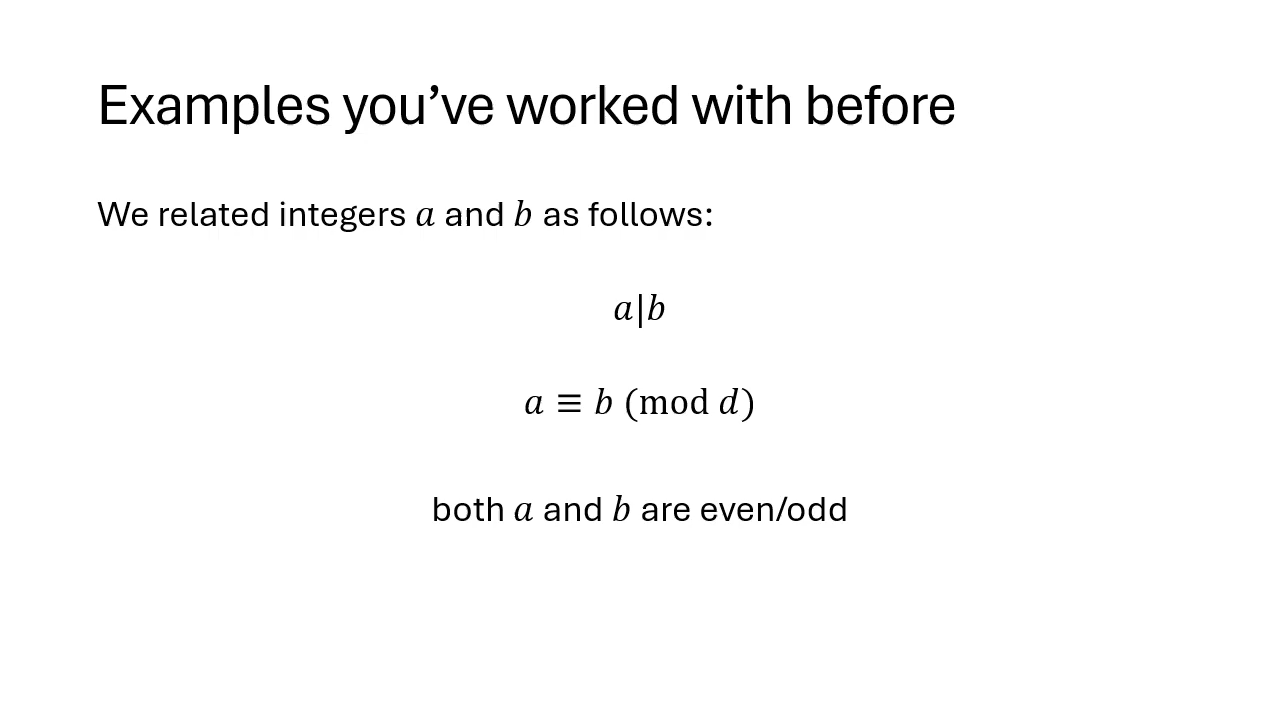 Examples you’ve worked with before
We related integers 𝑎 and 𝑏 as follows:
𝑎|𝑏
𝑎 ≡ 𝑏 (mod 𝑑)
both 𝑎 and 𝑏 are even/odd